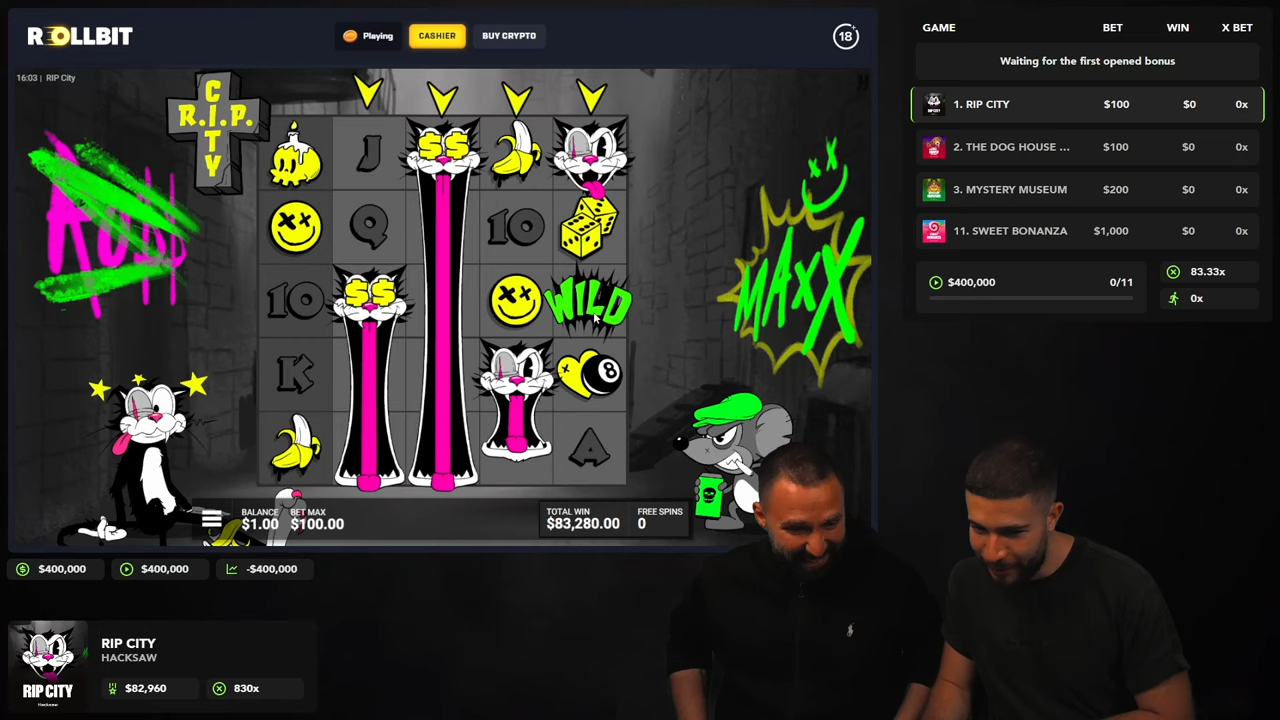 ROLLBIT
Playing
CASHIER
BUY CRYPTO
18+
16:03 | RIP City
R.I.P.
CITY
J
$$
Q
10
10
$$
WILD
K
8
A
MAXX
BALANCE
$1.00
BET MAX
$100.00
TOTAL WIN
$83,280.00
FREE SPINS
0
GAME BET WIN X BET
Waiting for the first opened bonus
1. RIP CITY $100 $0 0x
2. THE DOG HOUSE ... $100 $0 0x
3. MYSTERY MUSEUM $200 $0 0x
11. SWEET BONANZA $1,000 $0 0x
$400,000 0/11
83.33x
0x
$400,000
$400,000
-$400,000
RIP CITY
HACKSAW
$82,960
830x
RIP CITY
Hacksaw